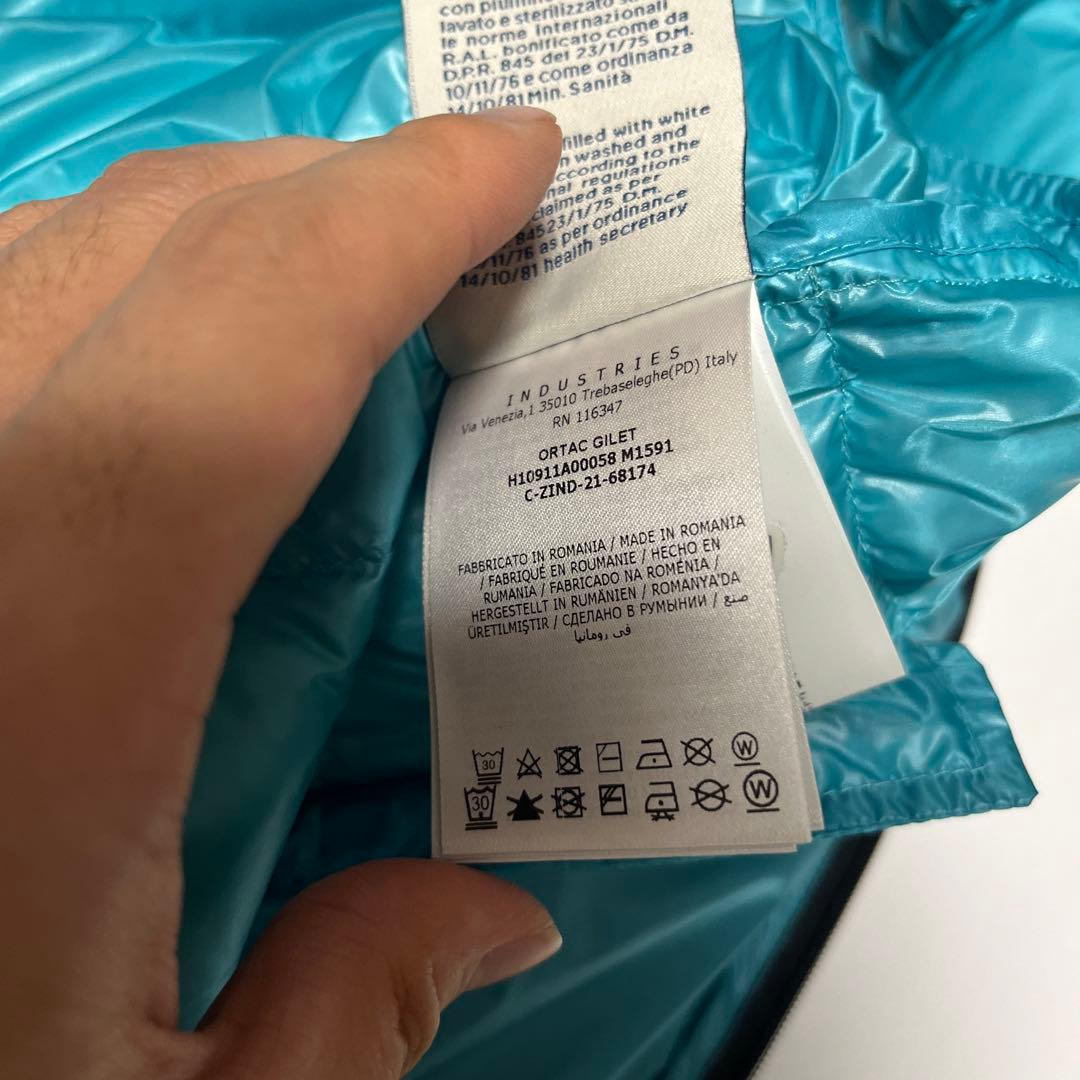 con
lavato e sterilizzato
le norme Internazionali
R.A.L. bonificato come da
D.P.R. 845 del 23/1/75 D.M.
10/11/76 e come ordinanza
14/10/81 Min. Sanità
filled with white
washed and
according to the
regulations
as per
84523/1/75 D.M.
11/76 as per ordinance
14/10/81 health secretary
INDUSTRIES
Via Venezia,1 35010 Trebaseleghe(PD) Italy
RN 116347
ORTAC GILET
H10911A00058 M1591
C-ZIND-21-68174
FABBRICATO IN ROMANIA / MADE IN ROMANIA
/ FABRIQUÉ EN ROUMANIE / HECHO EN
RUMANIA / FABRICADO NA ROMÉNIA /
HERGESTELLT IN RUMÄNIEN / ROMANYA'DA
ÜRETILMIŞTIR / СДЕЛАНО В РУМЫНИИ / صنع
في رومانيا
30 W
30 W